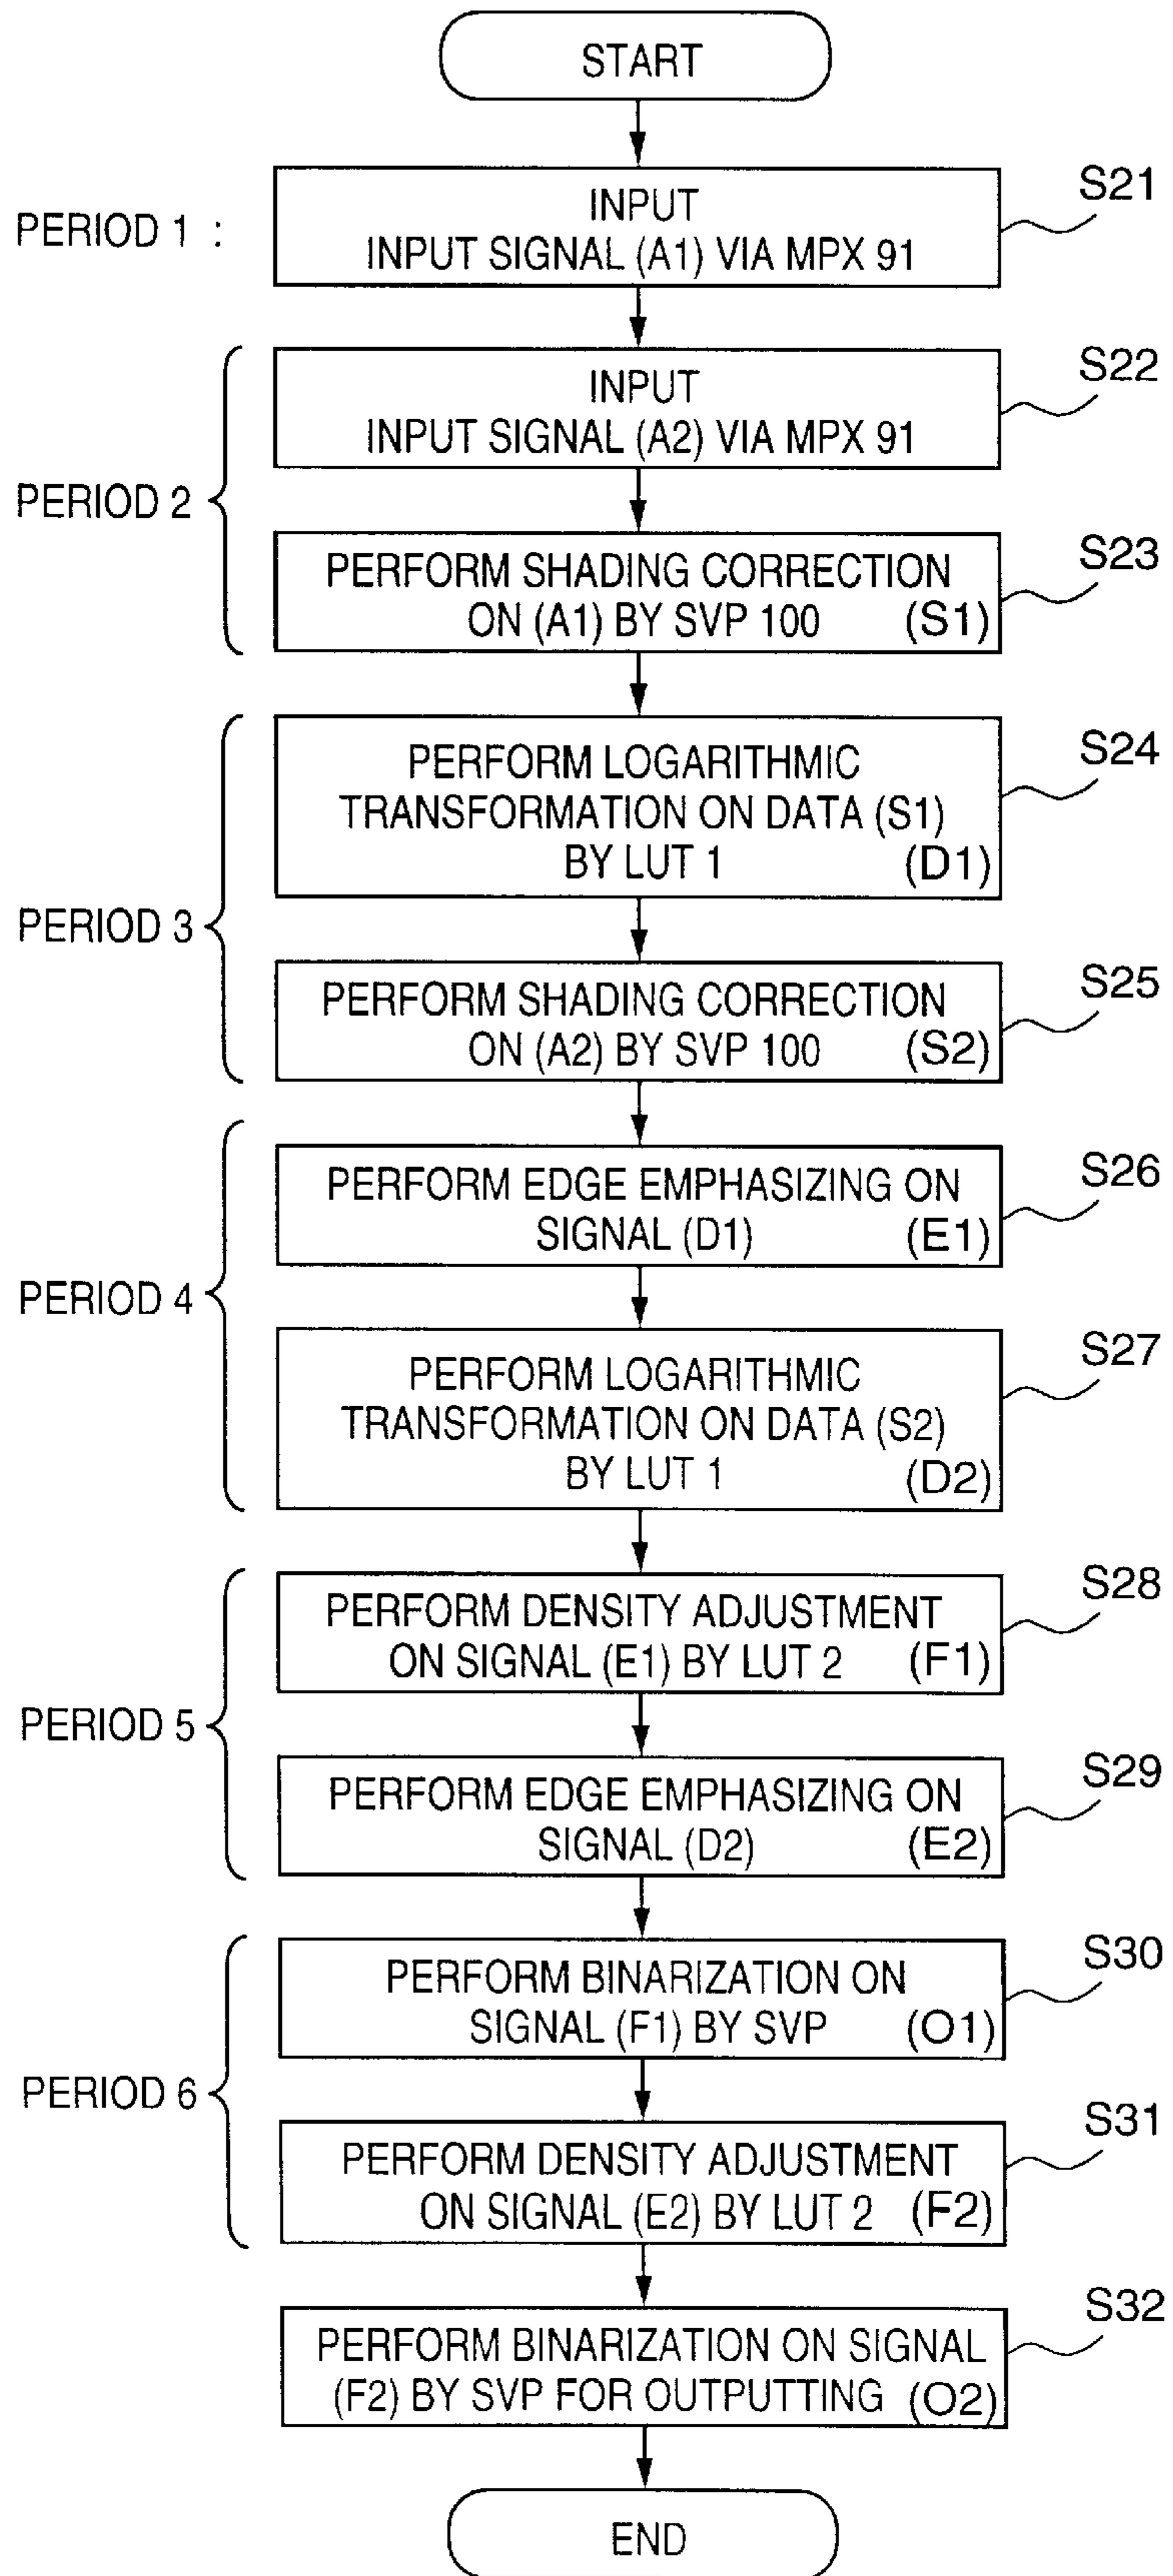 START
S21
INPUT
PERIOD 1 :
INPUT SIGNAL (A1) VIA MPX 91
S22
INPUT
INPUT SIGNAL (A2) VIA MPX 91
PERIOD 2
S23
PERFORM SHADING CORRECTION
ON (A1) BY SVP 100 (S1)
S24
PERFORM LOGARITHMIC
TRANSFORMATION ON DATA (S1)
BY LUT 1 (D1)
PERIOD 3
S25
PERFORM SHADING CORRECTION
ON (A2) BY SVP 100 (S2)
S26
PERFORM EDGE EMPHASIZING ON
SIGNAL (D1) (E1)
PERIOD 4
S27
PERFORM LOGARITHMIC
TRANSFORMATION ON DATA (S2)
BY LUT 1 (D2)
S28
PERFORM DENSITY ADJUSTMENT
ON SIGNAL (E1) BY LUT 2 (F1)
PERIOD 5
S29
PERFORM EDGE EMPHASIZING ON
SIGNAL (D2) (E2)
S30
PERFORM BINARIZATION ON
SIGNAL (F1) BY SVP (O1)
PERIOD 6
S31
PERFORM DENSITY ADJUSTMENT
ON SIGNAL (E2) BY LUT 2 (F2)
S32
PERFORM BINARIZATION ON SIGNAL
(F2) BY SVP FOR OUTPUTTING (O2)
END